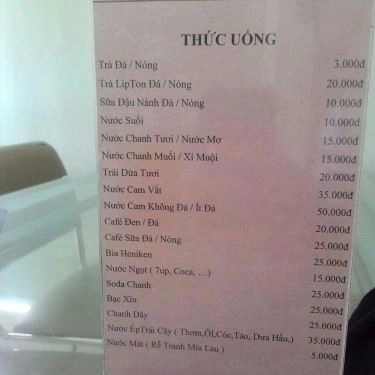 THỨC UỐNG
Trà Đá / Nóng 3.000đ
Trà LipTon Đá / Nóng 20.000đ
Sữa Đậu Nành Đá / Nóng 10.000đ
Nước Suối 10.000đ
Nước Chanh Tươi / Nước Mơ 15.000đ
Nước Chanh Muối / Xí Muội 15.000đ
Trái Dừa Tươi 20.000đ
Nước Cam Vắt 35.000đ
Nước Cam Không Đá / Ít Đá 50.000đ
Café Đen / Đá 20.000đ
Café Sữa Đá / Nóng 25.000đ
Bia Heniken 25.000đ
Nước Ngọt ( 7up, Coca, …) 15.000đ
Soda Chanh 25.000đ
Bạc Xỉu 25.000đ
Chanh Dây 25.000đ
Nước ÉpTrái Cây ( Thơm,Ổi,Cóc,Táo, Dưa Hấu,) 35.000đ
Nước Mát ( Rễ Tranh Mía Lau ) 5.000đ